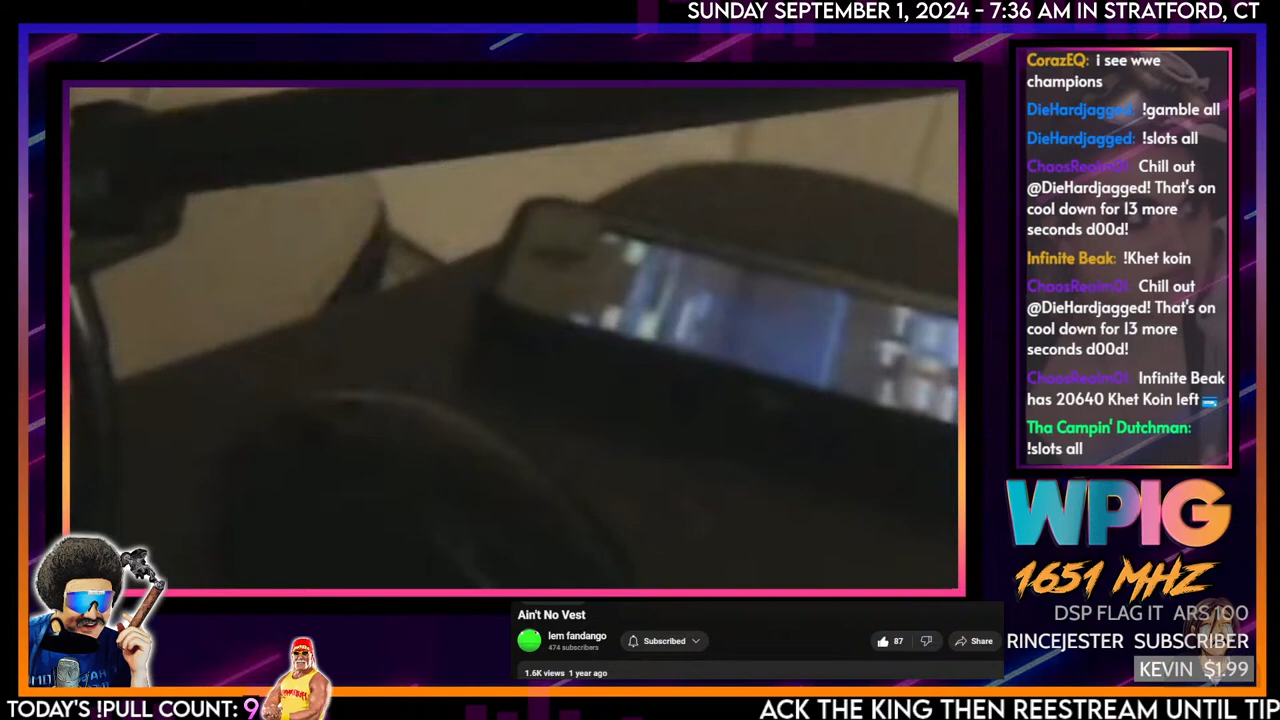 SUNDAY SEPTEMBER 1, 2024 - 7:36 AM IN STRATFORD, CT
CorazEQ: i see wwe
champions
DieHardjagged: !gamble all
DieHardjagged: !slots all
ChaosRealm01: Chill out
@DieHardjagged! That's on
cool down for 13 more
seconds d00d!
Infinite Beak: !Khet koin
ChaosRealm01: Chill out
@DieHardjagged! That's on
cool down for 13 more
seconds d00d!
ChaosRealm01: Infinite Beak
has 20640 Khet Koin left
Tha Campin' Dutchman:
!slots all
WPIG
1651 MHZ
DSP FLAG IT ARS 100
RINCEJESTER SUBSCRIBER
KEVIN $1.99
Ain't No Vest
lem fandango
474 subscribers
Subscribed
87
Share
1.6K views 1 year ago
TODAY'S !PULL COUNT: 9
ACK THE KING THEN REESTREAM UNTIL TIP